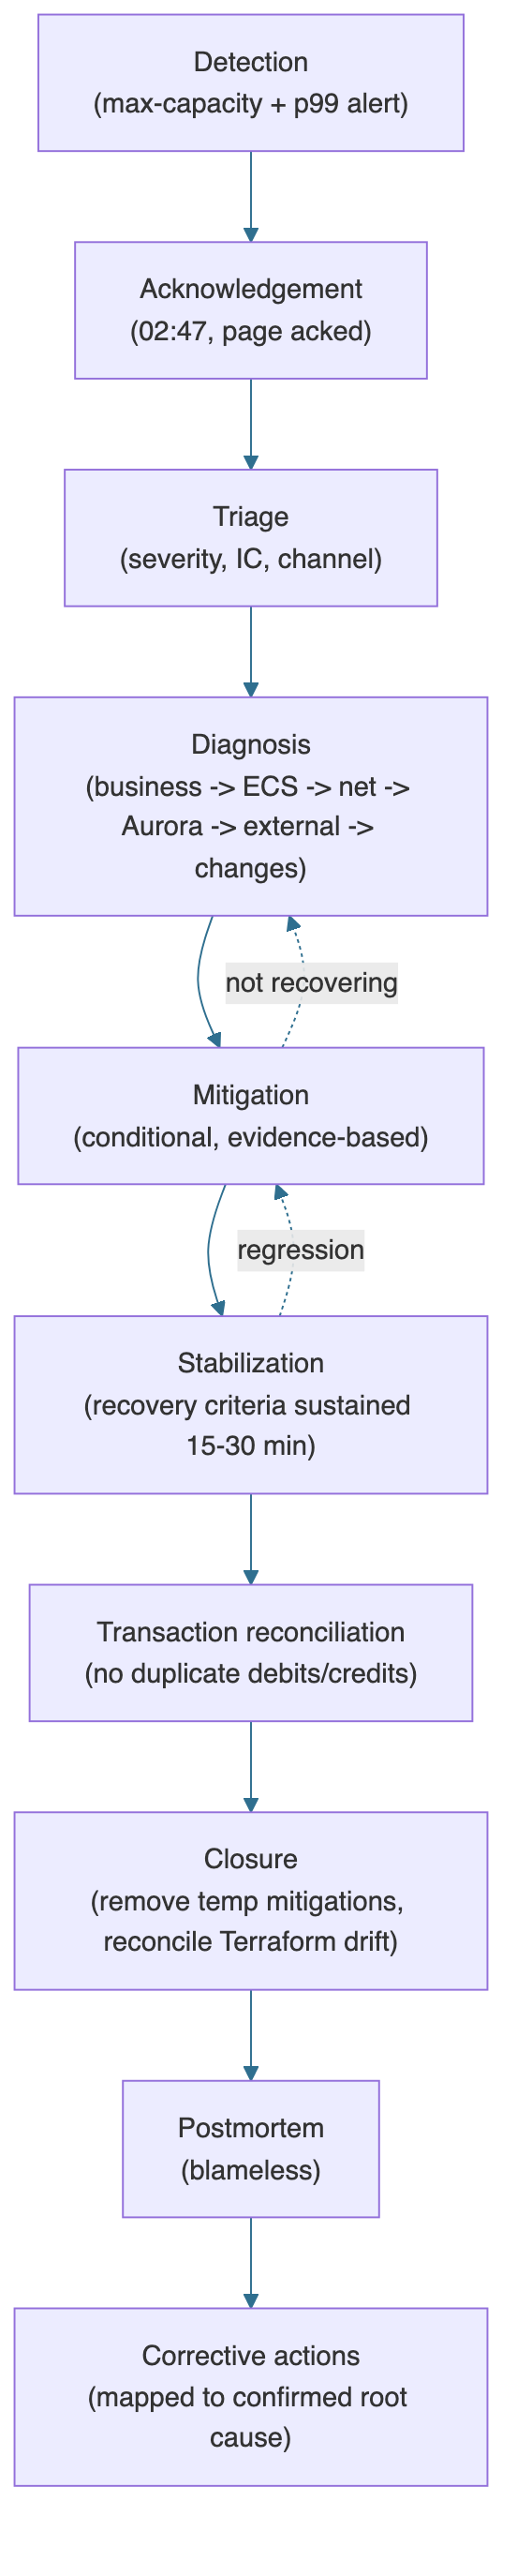 Detection
(max-capacity + p99 alert)
Acknowledgement
(02:47, page acked)
Triage
(severity, IC, channel)
Diagnosis
(business -> ECS -> net ->
Aurora -> external ->
changes)
not recovering
Mitigation
(conditional, evidence-based)
regression
Stabilization
(recovery criteria sustained
15-30 min)
Transaction reconciliation
(no duplicate debits/credits)
Closure
(remove temp mitigations,
reconcile Terraform drift)
Postmortem
(blameless)
Corrective actions
(mapped to confirmed root
cause)